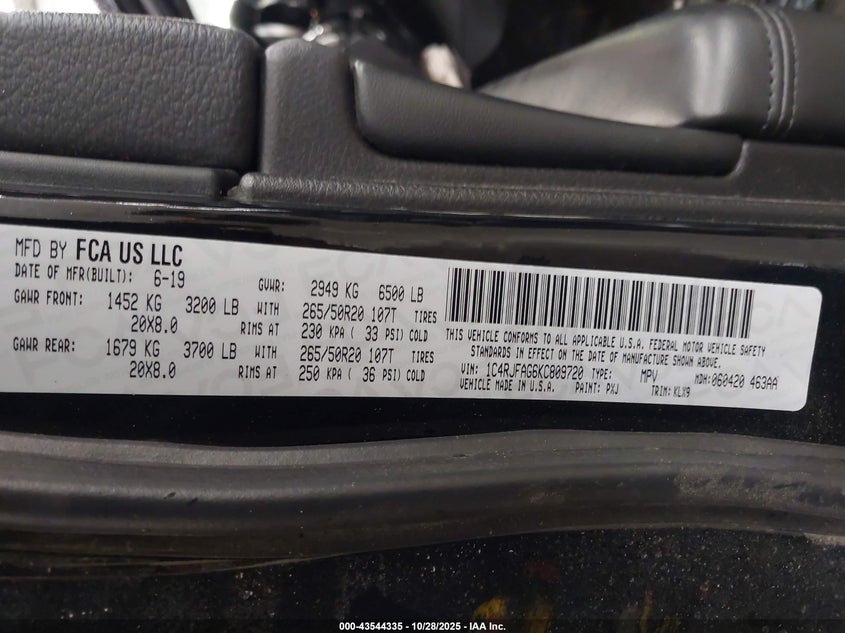 MFD BY FCA US LLC
DATE OF MFR(BUILT): 6-19 GVWR: 2949 KG 6500 LB
GAWR FRONT: 1452 KG 3200 LB WITH 265/50R20 107T TIRES
20X8.0 RIMS AT 230 KPA ( 33 PSI) COLD
GAWR REAR: 1679 KG 3700 LB WITH 265/50R20 107T TIRES
20X8.0 RIMS AT 250 KPA ( 36 PSI) COLD
THIS VEHICLE CONFORMS TO ALL APPLICABLE U.S.A. FEDERAL MOTOR VEHICLE SAFETY
STANDARDS IN EFFECT ON THE DATE OF MANUFACTURE SHOWN ABOVE.
VIN: 1C4RJFAG6KC809720 TYPE: MPV MDH: 060420 463AA
VEHICLE MADE IN U.S.A. PAINT: PXJ TRIM: KLX9
000-43544335 - 10/28/2025 - IAA Inc.